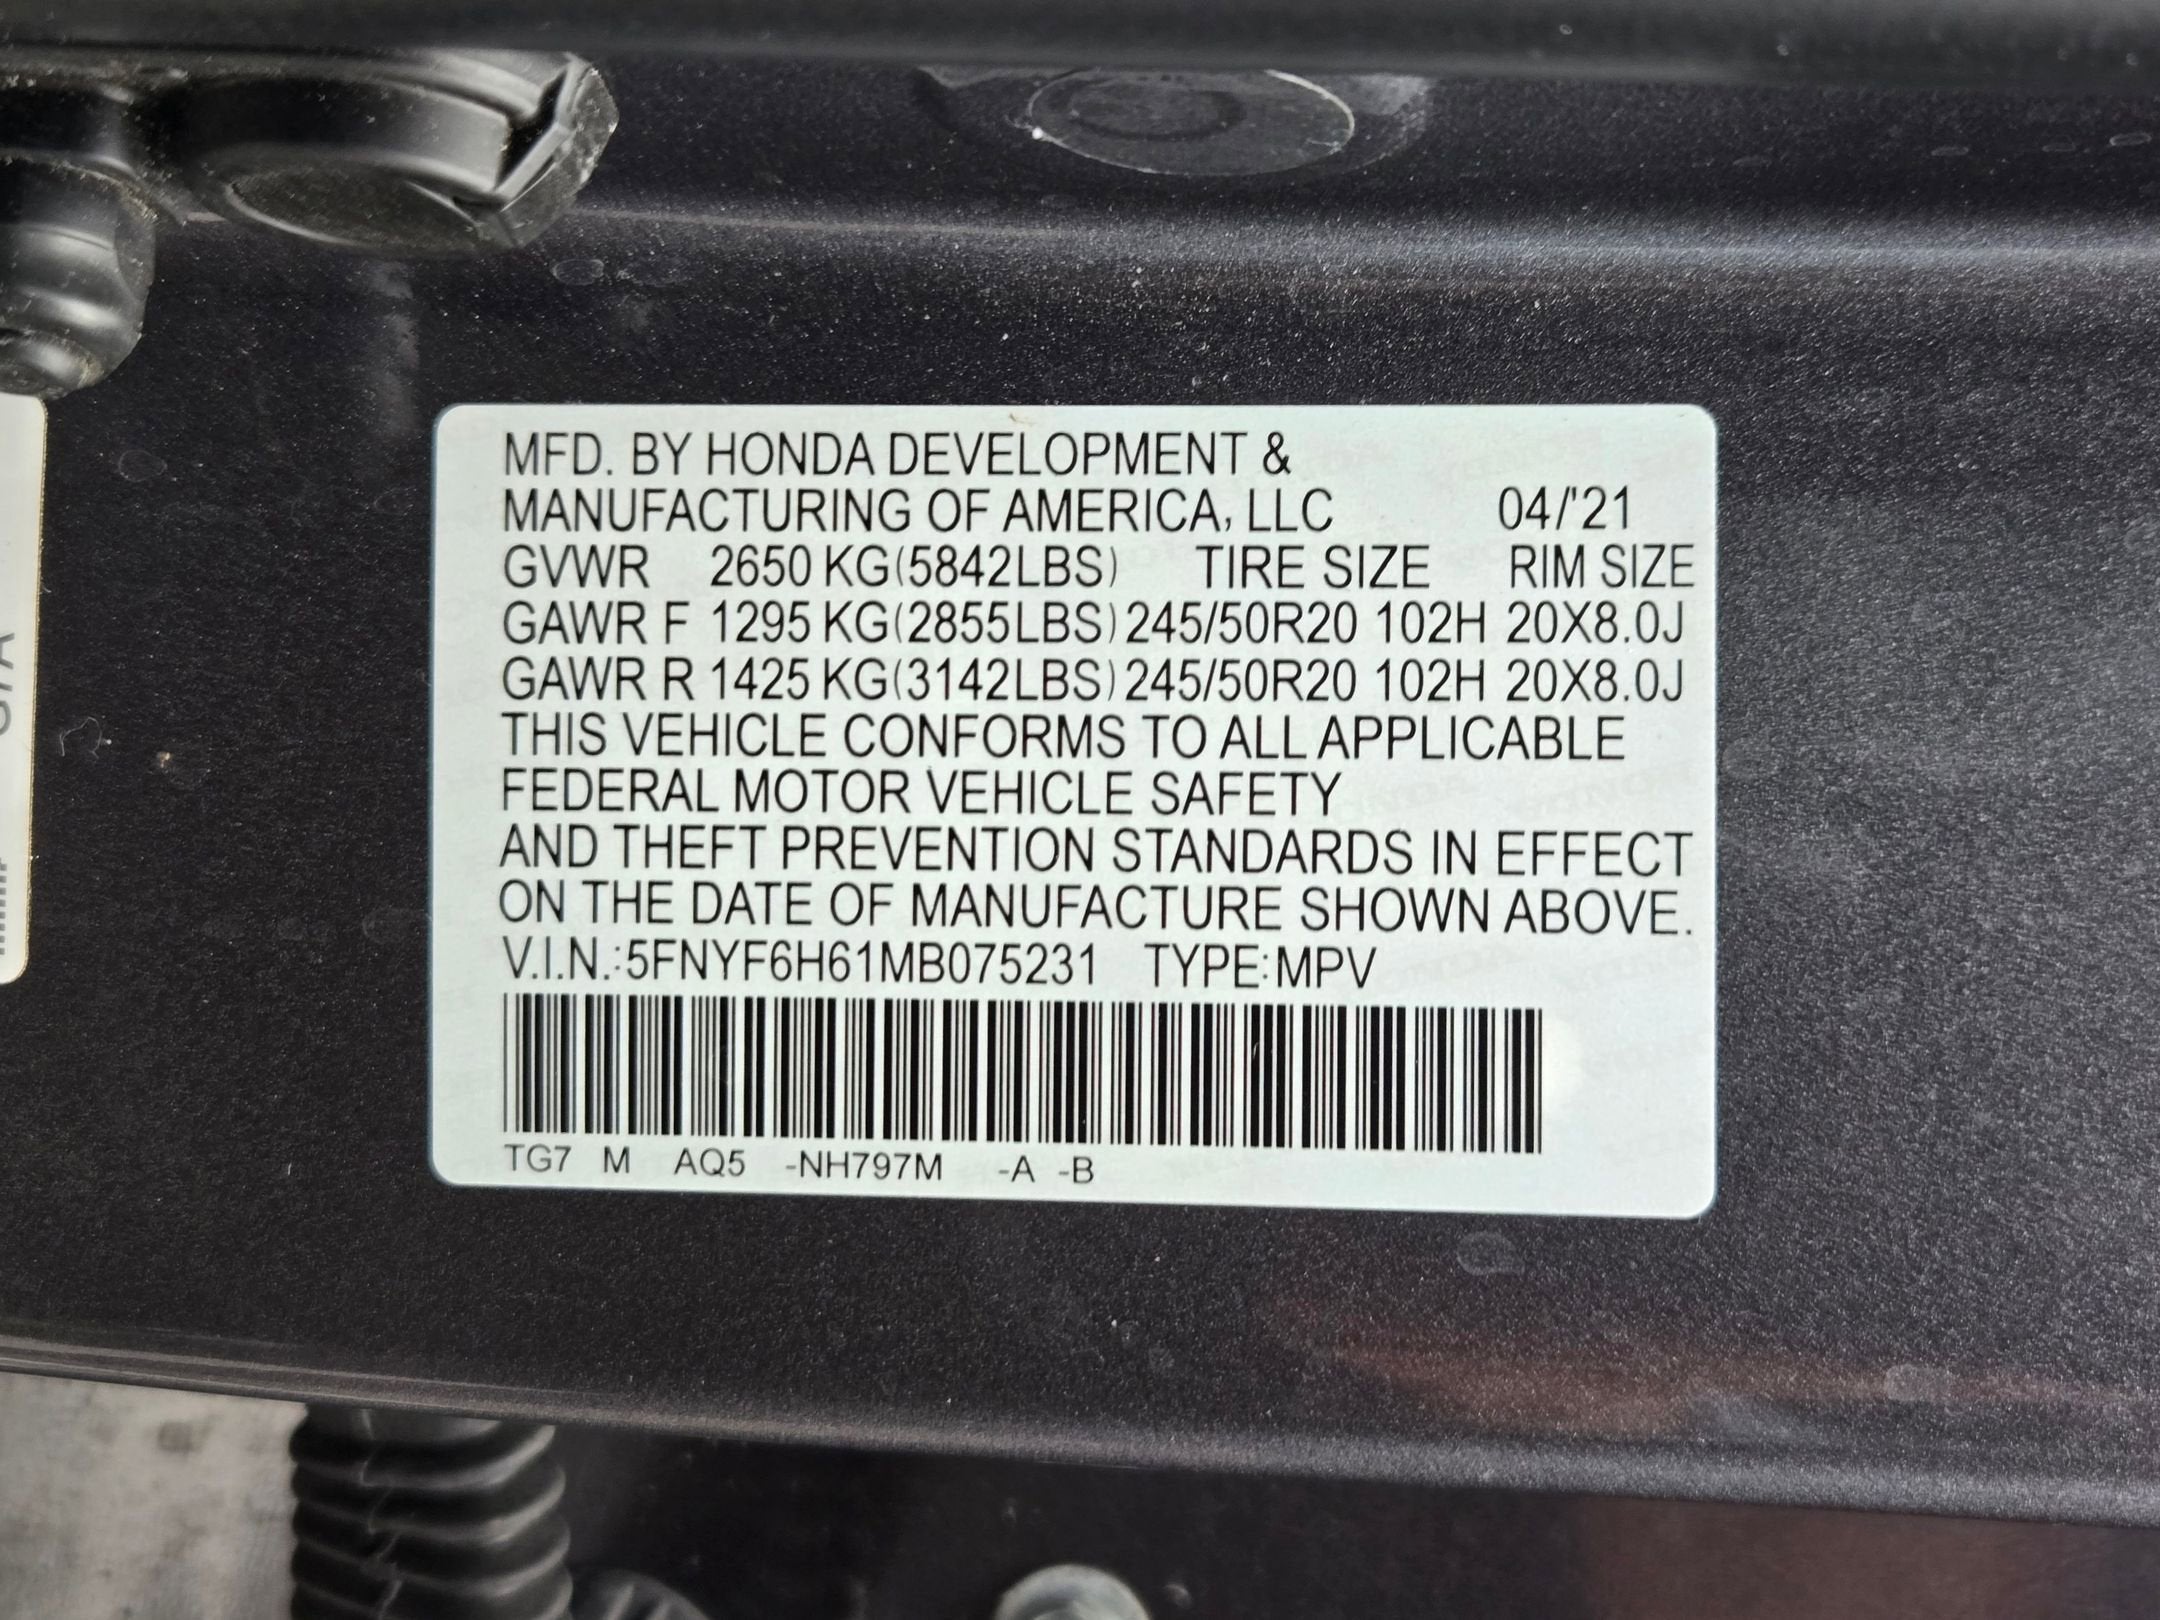 MFD. BY HONDA DEVELOPMENT &
MANUFACTURING OF AMERICA, LLC 04/'21
GVWR 2650 KG(5842LBS) TIRE SIZE RIM SIZE
GAWR F 1295 KG(2855LBS) 245/50R20 102H 20X8.0J
GAWR R 1425 KG(3142LBS) 245/50R20 102H 20X8.0J
THIS VEHICLE CONFORMS TO ALL APPLICABLE
FEDERAL MOTOR VEHICLE SAFETY
AND THEFT PREVENTION STANDARDS IN EFFECT
ON THE DATE OF MANUFACTURE SHOWN ABOVE.
V.I.N.:5FNYF6H61MB075231 TYPE:MPV
TG7 M AQ5 -NH797M -A -B